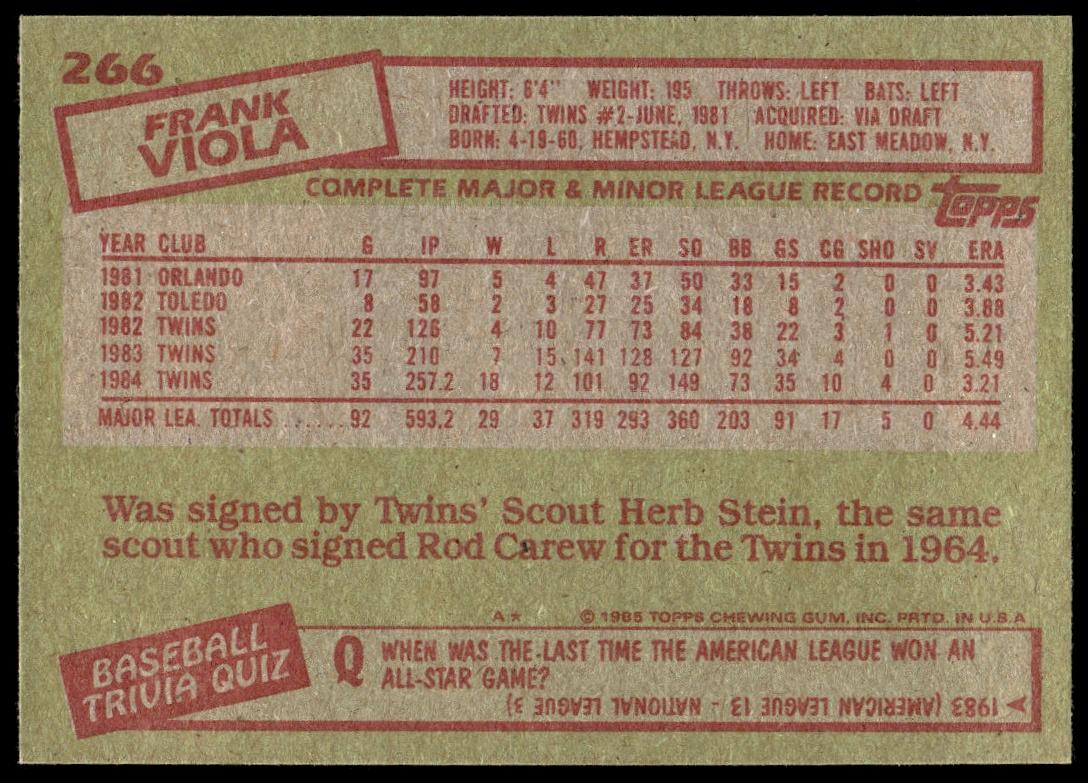 266
FRANK
VIOLA
HEIGHT: 6'4" WEIGHT: 195 THROWS: LEFT BATS: LEFT
DRAFTED: TWINS #2-JUNE, 1981 ACQUIRED: VIA DRAFT
BORN: 4-19-60, HEMPSTEAD, N.Y. HOME: EAST MEADOW, N.Y.
COMPLETE MAJOR & MINOR LEAGUE RECORD topps
YEAR CLUB G IP W L R ER SO BB GS CG SHO SV ERA
1981 ORLANDO 17 97 5 4 47 37 50 33 15 2 0 0 3.43
1982 TOLEDO 8 58 2 3 27 25 34 18 8 2 0 0 3.88
1982 TWINS 22 126 4 10 77 73 84 38 22 3 1 0 5.21
1983 TWINS 35 210 7 15 141 128 127 92 34 4 0 0 5.49
1984 TWINS 35 257.2 18 12 101 92 149 73 35 10 4 0 3.21
MAJOR LEA. TOTALS ......92 593.2 29 37 319 293 360 203 91 17 5 0 4.44
Was signed by Twins' Scout Herb Stein, the same
scout who signed Rod Carew for the Twins in 1964.
A* © 1985 TOPPS CHEWING GUM, INC. PRTD. IN U.S.A
BASEBALL
TRIVIA QUIZ
Q WHEN WAS THE LAST TIME THE AMERICAN LEAGUE WON AN
ALL-STAR GAME?
1983 (AMERICAN LEAGUE 13 - NATIONAL LEAGUE 3)